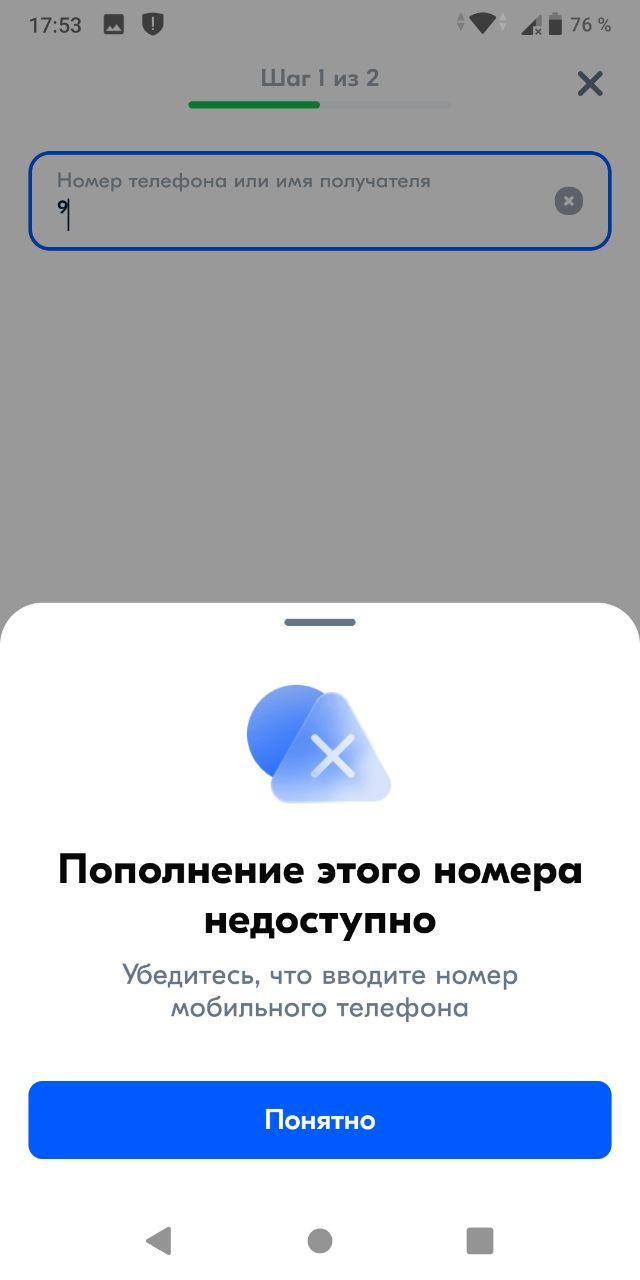 17:53
76 %
Шаг 1 из 2
Номер телефона или имя получателя
9
Пополнение этого номера
недоступно
Убедитесь, что вводите номер
мобильного телефона
Понятно